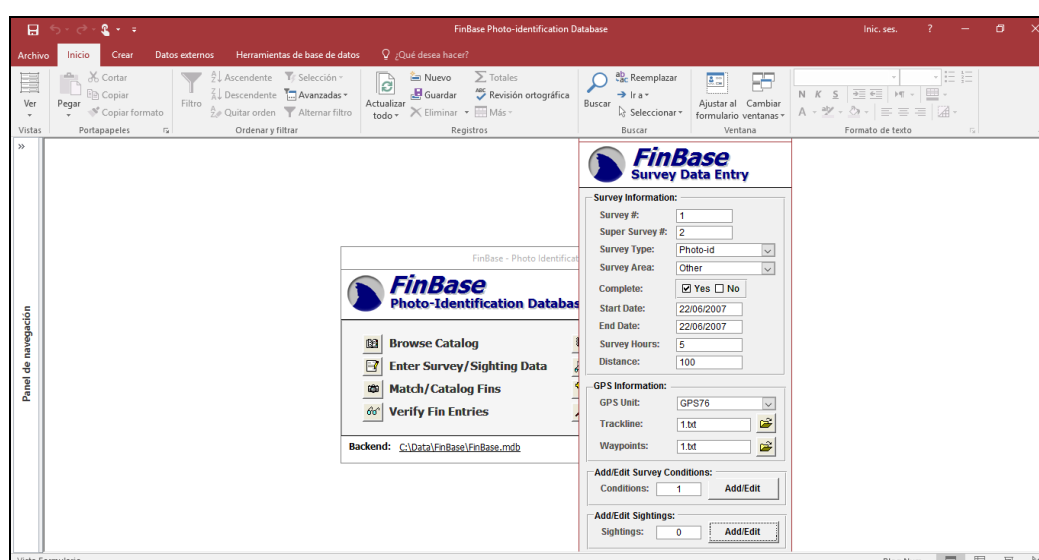 FinBase Photo-identification Database
Inic. ses.
?
Archivo Inicio Crear Datos externos Herramientas de base de datos ¿Qué desea hacer?
Ver
Vistas
Pegar
Cortar
Copiar
Copiar formato
Portapapeles
Filtro
Ascendente
Descendente
Quitar orden
Selección
Avanzadas
Alternar filtro
Ordenar y filtrar
Actualizar
todo
Nuevo
Guardar
Eliminar
Totales
Revisión ortográfica
Más
Registros
Buscar
Reemplazar
Ir a
Seleccionar
Buscar
Ajustar al
formulario
Cambiar
ventanas
Ventana
N K S
A
Formato de texto
»
Panel de navegación
FinBase - Photo Identificat
FinBase
Photo-Identification Databas
Browse Catalog
Enter Survey/Sighting Data
Match/Catalog Fins
Verify Fin Entries
Backend: C:\Data\FinBase\FinBase.mdb
FinBase
Survey Data Entry
Survey Information:
Survey #: 1
Super Survey #: 2
Survey Type: Photo-id
Survey Area: Other
Complete: Yes No
Start Date: 22/06/2007
End Date: 22/06/2007
Survey Hours: 5
Distance: 100
GPS Information:
GPS Unit: GPS76
Trackline: 1.txt
Waypoints: 1.txt
Add/Edit Survey Conditions:
Conditions: 1 Add/Edit
Add/Edit Sightings:
Sightings: 0 Add/Edit
Vista Formulario